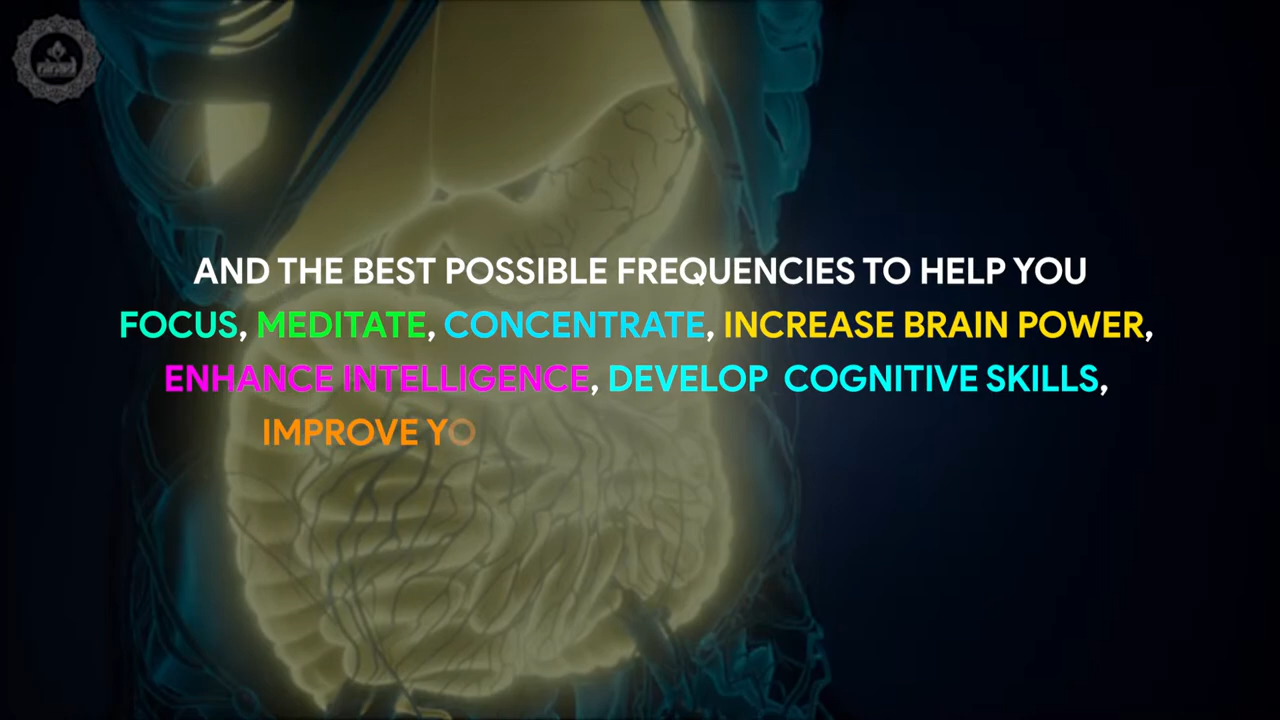 AND THE BEST POSSIBLE FREQUENCIES TO HELP YOU
FOCUS, MEDITATE, CONCENTRATE, INCREASE BRAIN POWER,
ENHANCE INTELLIGENCE, DEVELOP COGNITIVE SKILLS,
IMPROVE YO